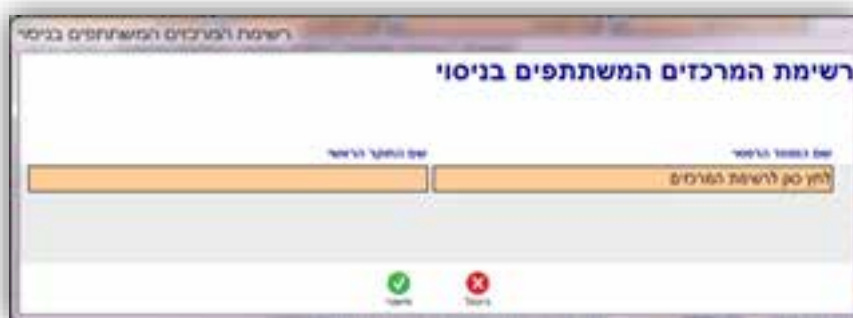 רשימת המרכזים המשתתפים בניסוי
רשימת המרכזים המשתתפים בניסוי
שם המוסד הרפואי
שם החוקר הראשי
לחץ כאן לרשימת המרכזים
ביטול
אישור